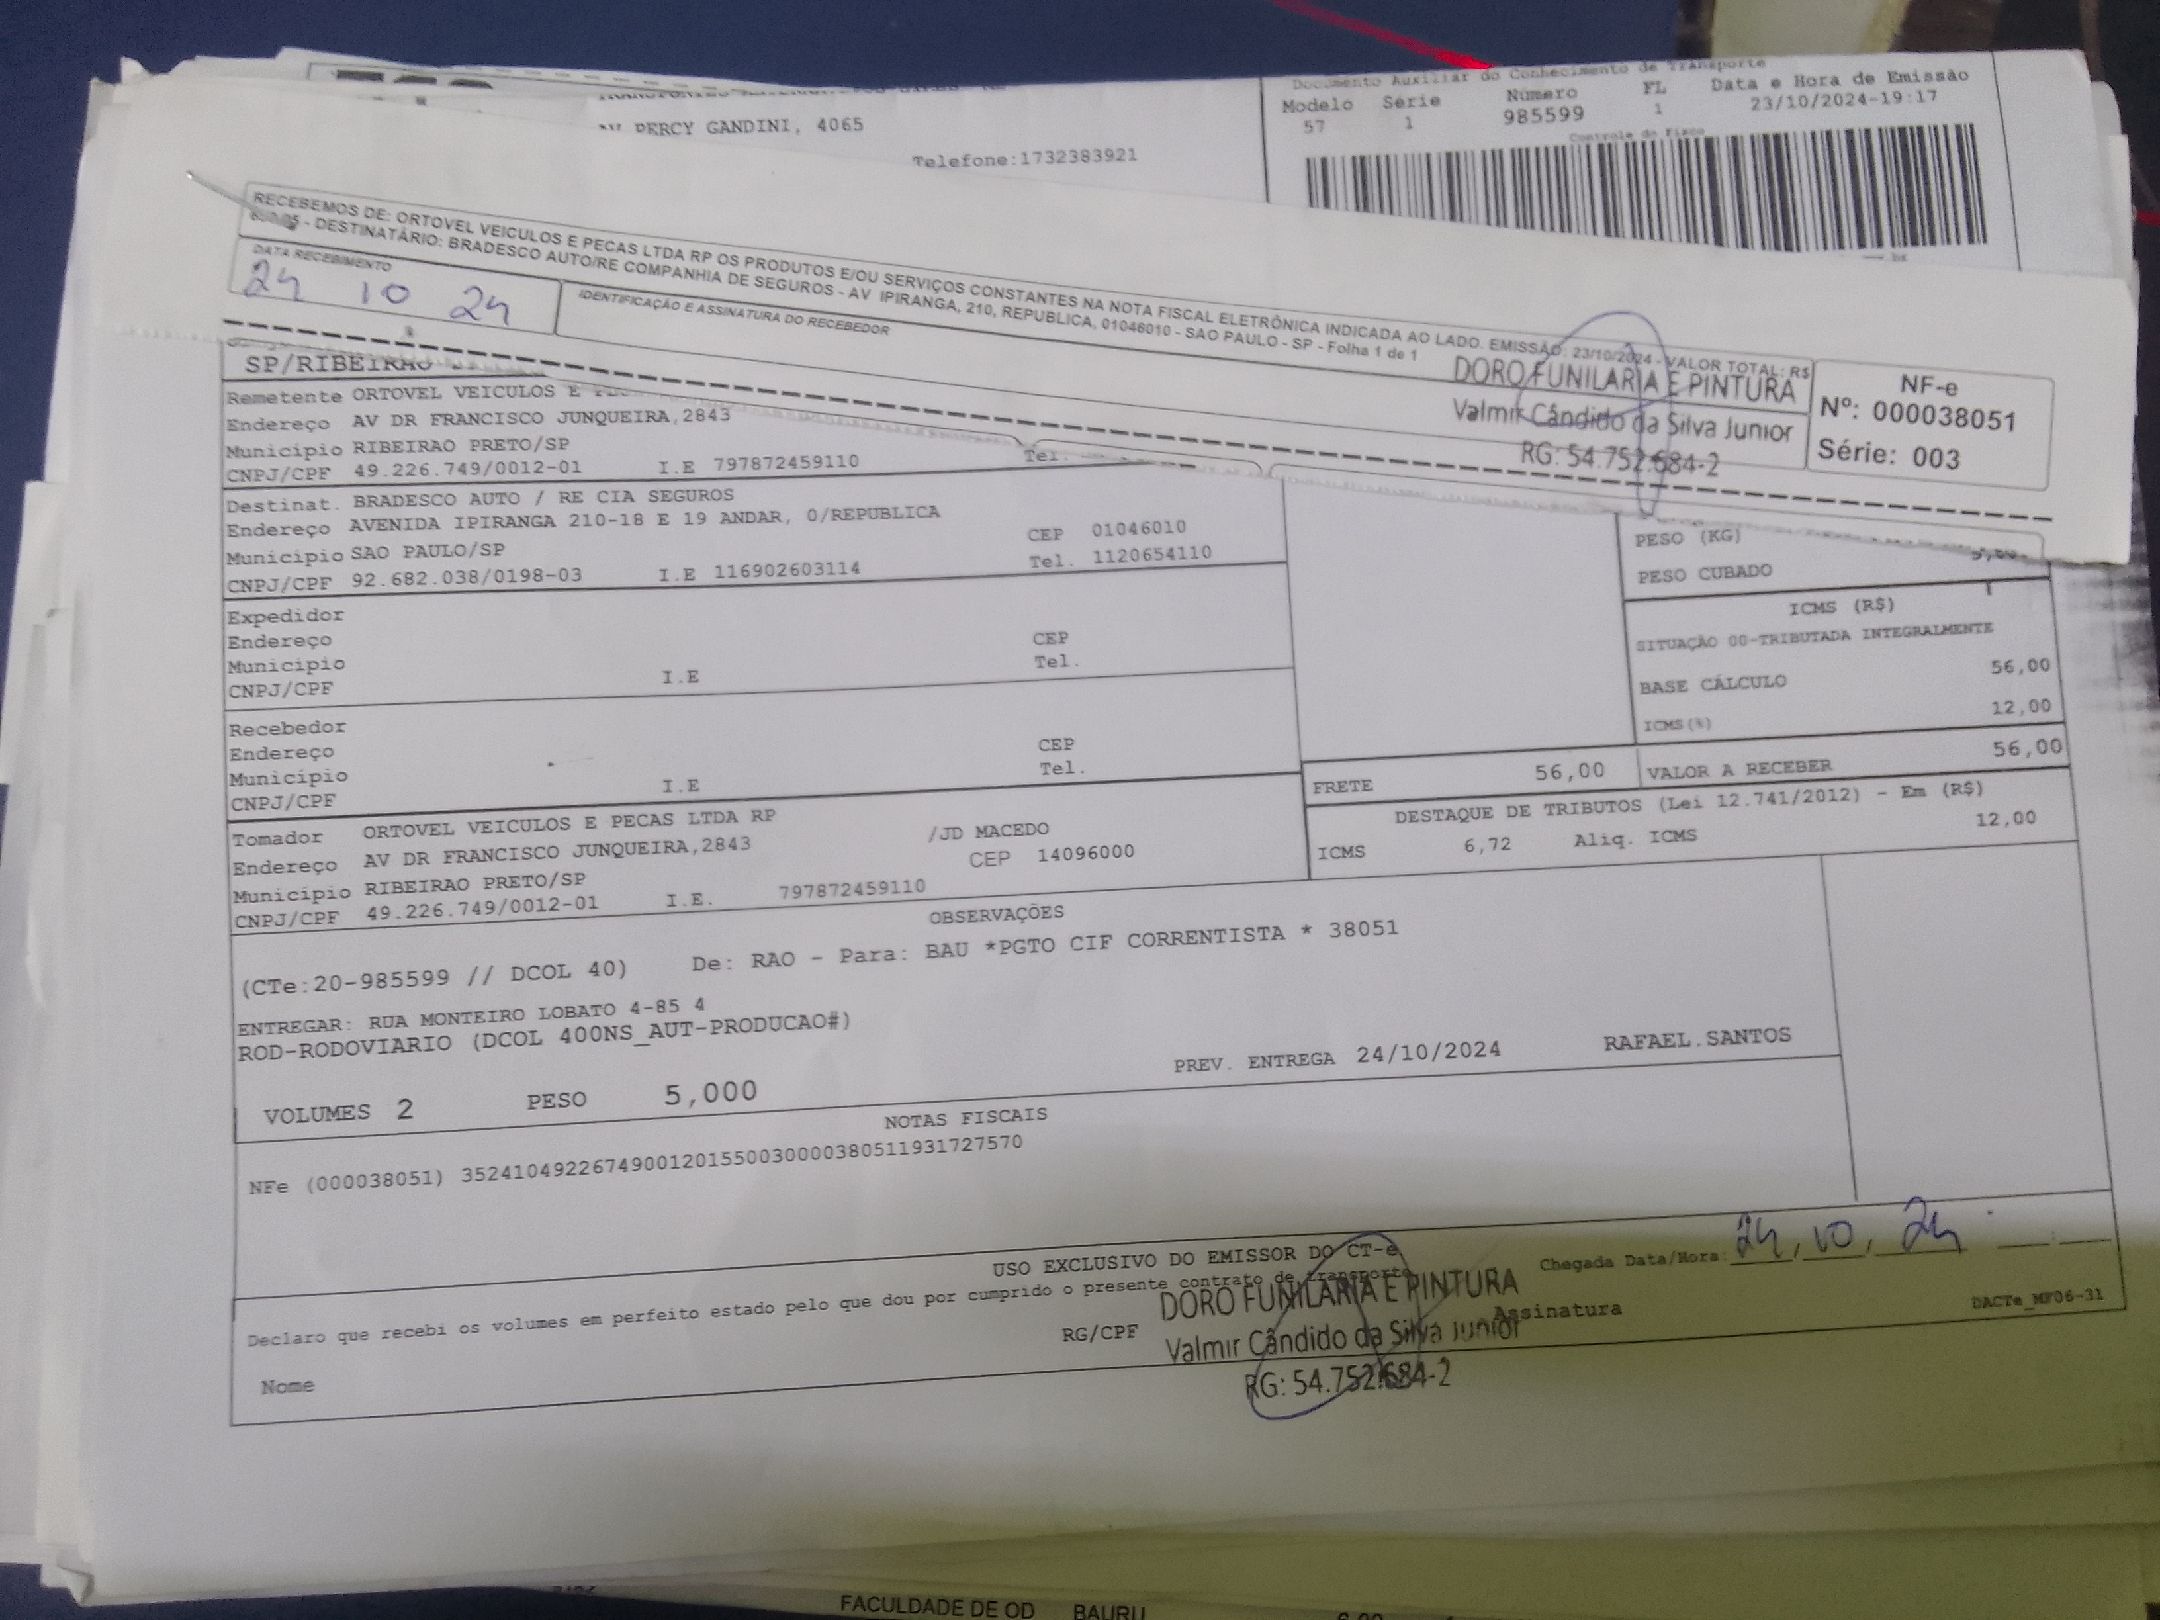 Documento Auxiliar do Conhecimento de Transporte
Modelo Série Número FL Data e Hora de Emissão
57 1 985599 1 23/10/2024-19:17
Controle do Fisco
PERCY GANDINI, 4065
Telefone:1732383921
RECEBEMOS DE: ORTOVEL VEICULOS E PECAS LTDA RP OS PRODUTOS E/OU SERVIÇOS CONSTANTES NA NOTA FISCAL ELETRÔNICA INDICADA AO LADO. EMISSÃO: 23/10/2024 - VALOR TOTAL: R$
- DESTINATÁRIO: BRADESCO AUTO/RE COMPANHIA DE SEGUROS - AV IPIRANGA, 210, REPUBLICA, 01046010 - SAO PAULO - SP - Folha 1 de 1
DATA RECEBIMENTO
24 10 24
IDENTIFICAÇÃO E ASSINATURA DO RECEBEDOR
DORO FUNILARIA E PINTURA
Valmir Cândido da Silva Junior
RG: 54.752.684-2
NF-e
Nº: 000038051
Série: 003
SP/RIBEIRAO
Remetente ORTOVEL VEICULOS E
Endereço AV DR FRANCISCO JUNQUEIRA,2843
Município RIBEIRAO PRETO/SP
CNPJ/CPF 49.226.749/0012-01 I.E 797872459110 Tel.
Destinat. BRADESCO AUTO / RE CIA SEGUROS
Endereço AVENIDA IPIRANGA 210-18 E 19 ANDAR, 0/REPUBLICA
Município SAO PAULO/SP CEP 01046010
CNPJ/CPF 92.682.038/0198-03 I.E 116902603114 Tel. 1120654110
Expedidor
Endereço
Município CEP
CNPJ/CPF I.E Tel.
Recebedor
Endereço
Município CEP
CNPJ/CPF I.E Tel.
PESO (KG)
PESO CUBADO
ICMS (R$)
SITUAÇÃO 00-TRIBUTADA INTEGRALMENTE
BASE CÁLCULO 56,00
ICMS(%) 12,00
FRETE 56,00 VALOR A RECEBER 56,00
DESTAQUE DE TRIBUTOS (Lei 12.741/2012) - Em (R$)
ICMS 6,72 Aliq. ICMS 12,00
Tomador ORTOVEL VEICULOS E PECAS LTDA RP
Endereço AV DR FRANCISCO JUNQUEIRA,2843 /JD MACEDO
Município RIBEIRAO PRETO/SP CEP 14096000
CNPJ/CPF 49.226.749/0012-01 I.E. 797872459110
OBSERVAÇÕES
(CTe:20-985599 // DCOL 40) De: RAO - Para: BAU *PGTO CIF CORRENTISTA * 38051
ENTREGAR: RUA MONTEIRO LOBATO 4-85 4
ROD-RODOVIARIO (DCOL 400NS_AUT-PRODUCAO#)
PREV. ENTREGA 24/10/2024 RAFAEL.SANTOS
VOLUMES 2 PESO 5,000
NOTAS FISCAIS
NFe (000038051) 35241049226749001201550030000380511931727570
USO EXCLUSIVO DO EMISSOR DO CT-e
Declaro que recebi os volumes em perfeito estado pelo que dou por cumprido o presente contrato de transporte
Chegada Data/Hora: 24, 10, 24 :
DORO FUNILARIA E PINTURA
RG/CPF Assinatura
Valmir Cândido da Silva Junior
RG: 54.752.684-2
DACTe_MF06-31
Nome
FACULDADE DE OD BAURU